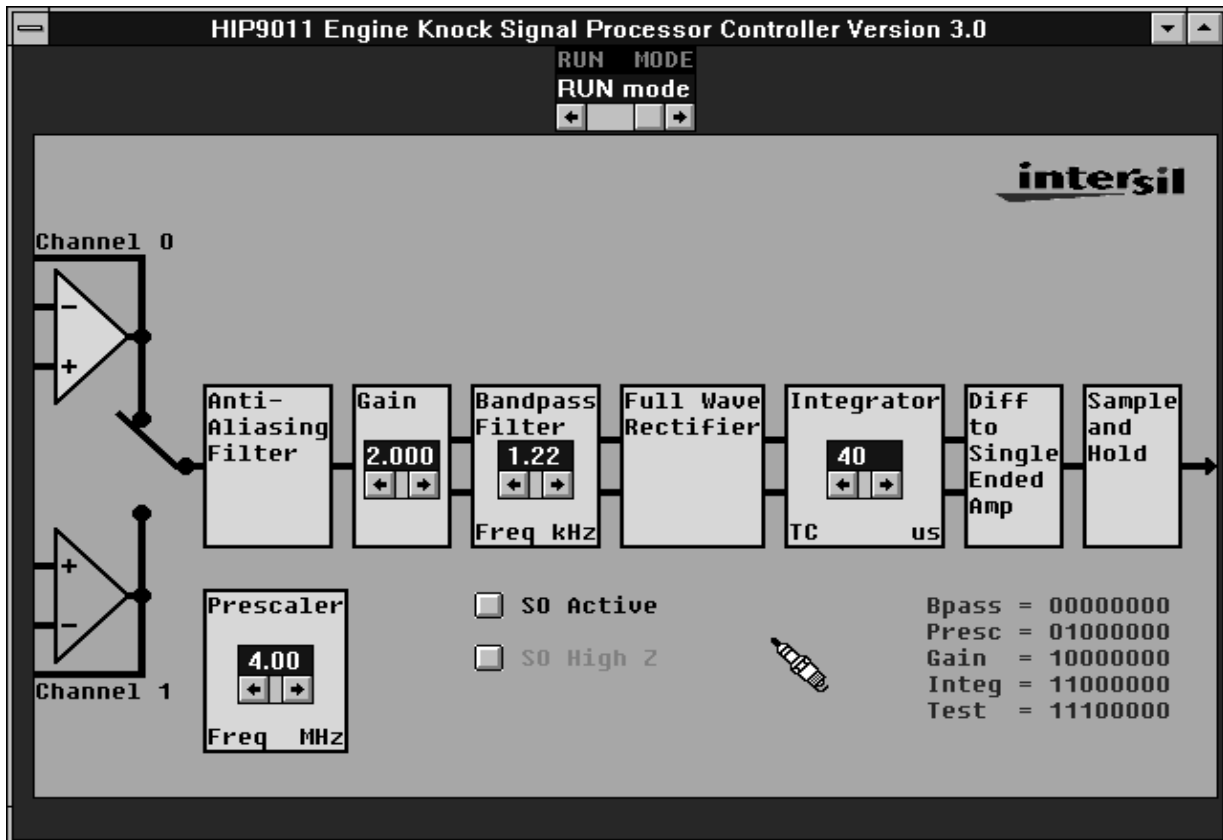 HIP9011 Engine Knock Signal Processor Controller Version 3.0
RUN MODE
RUN mode
intersil
Channel 0
-
+
Anti-
Aliasing
Filter
Gain
2.000
Bandpass
Filter
1.22
Freq kHz
Full Wave
Rectifier
Integrator
40
TC us
Diff
to
Single
Ended
Amp
Sample
and
Hold
+
-
Channel 1
Prescaler
4.00
Freq MHz
SO Active
SO High Z
Bpass = 00000000
Presc = 01000000
Gain = 10000000
Integ = 11000000
Test = 11100000